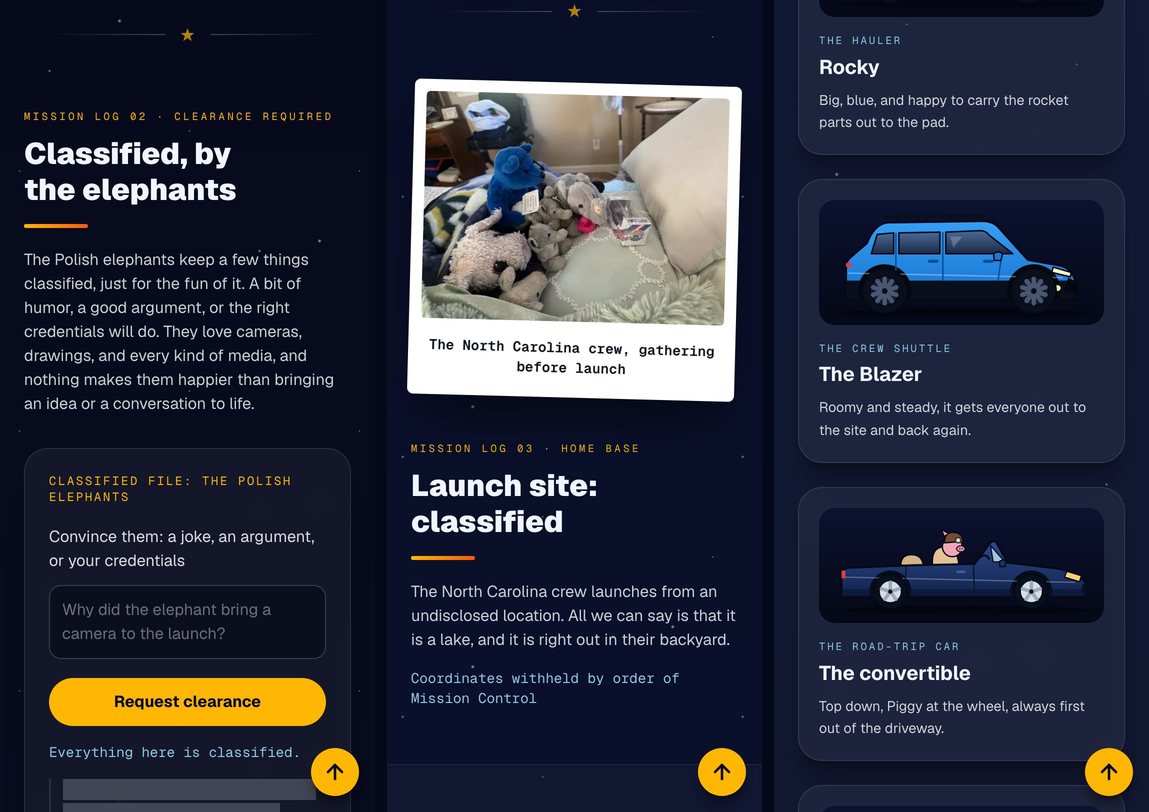 MISSION LOG 02 · CLEARANCE REQUIRED
Classified, by
the elephants
The Polish elephants keep a few things
classified, just for the fun of it. A bit of
humor, a good argument, or the right
credentials will do. They love cameras,
drawings, and every kind of media, and
nothing makes them happier than bringing
an idea or a conversation to life.
CLASSIFIED FILE: THE POLISH
ELEPHANTS
Convince them: a joke, an argument,
or your credentials
Why did the elephant bring a
camera to the launch?
Request clearance
Everything here is classified.
The North Carolina crew, gathering
before launch
MISSION LOG 03 · HOME BASE
Launch site:
classified
The North Carolina crew launches from an
undisclosed location. All we can say is that it
is a lake, and it is right out in their backyard.
Coordinates withheld by order of
Mission Control
THE HAULER
Rocky
Big, blue, and happy to carry the rocket
parts out to the pad.
THE CREW SHUTTLE
The Blazer
Roomy and steady, it gets everyone out to
the site and back again.
THE ROAD-TRIP CAR
The convertible
Top down, Piggy at the wheel, always first
out of the driveway.